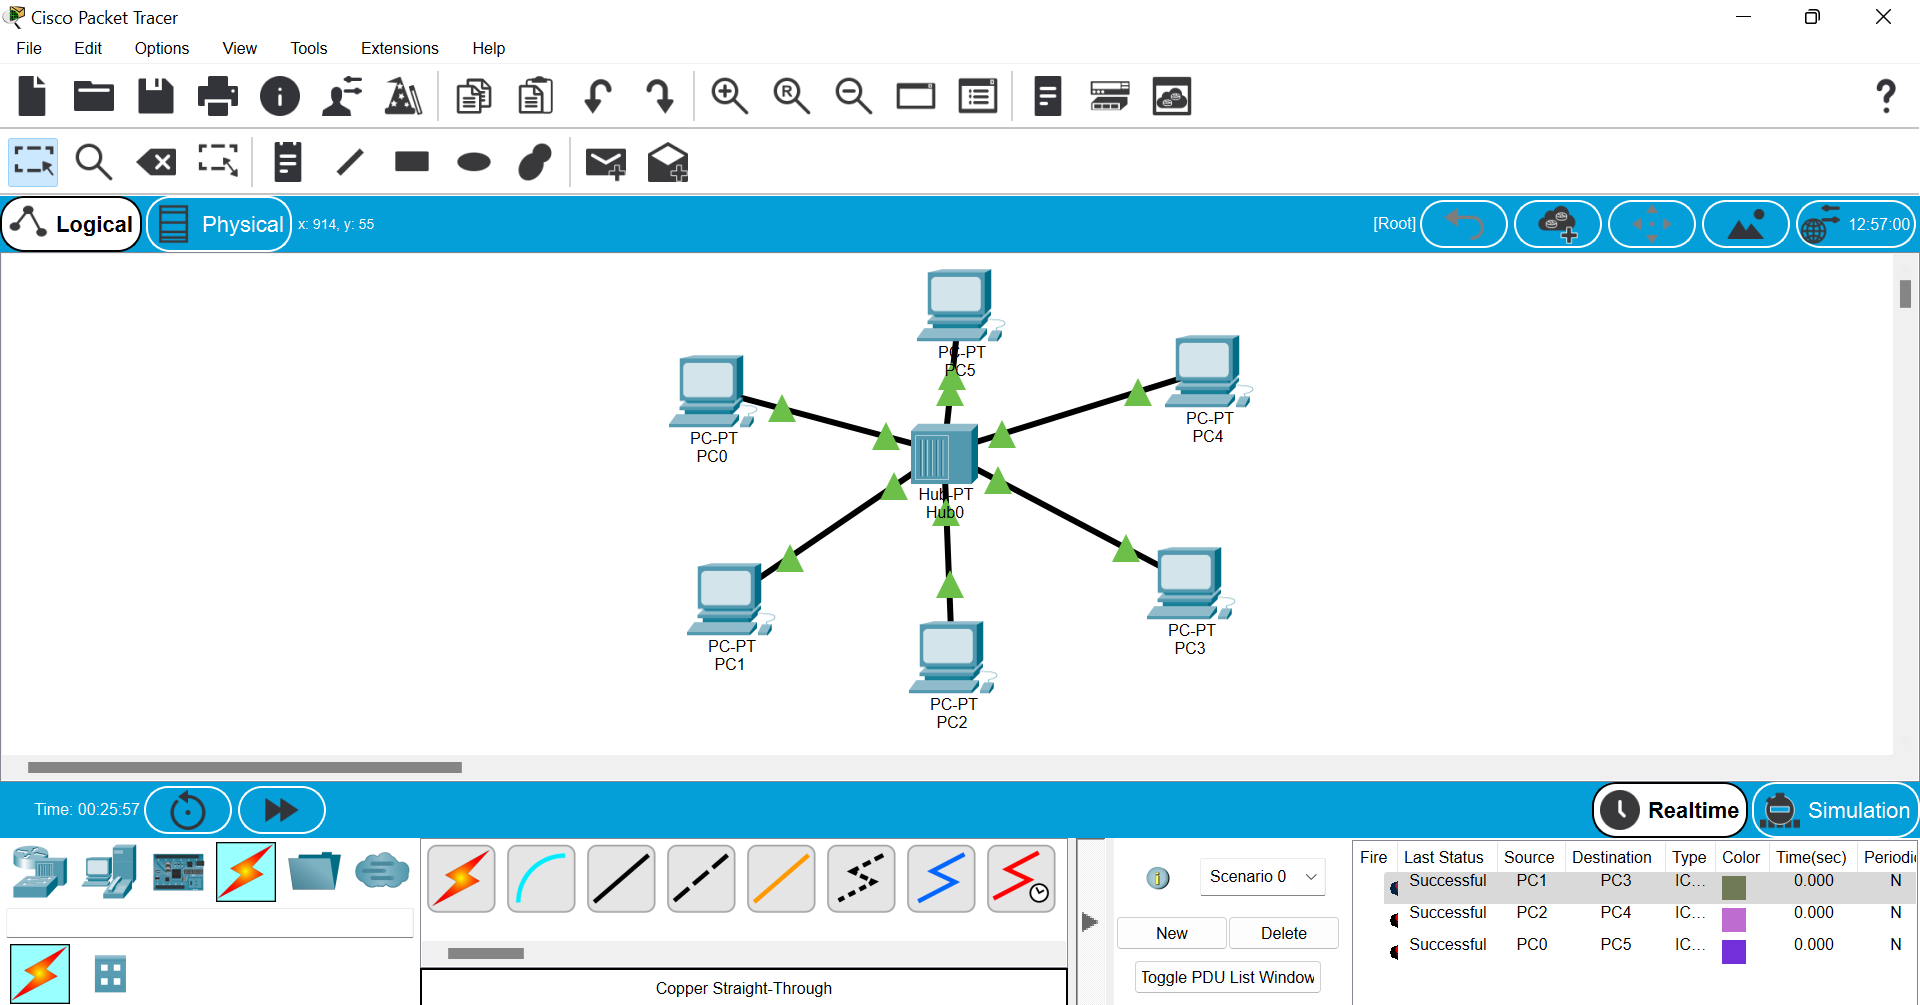 Cisco Packet Tracer
File Edit Options View Tools Extensions Help
Logical Physical x: 914, y: 55 [Root] 12:57:00
PC-PT
PC5
PC-PT
PC4
PC-PT
PC0
Hub-PT
Hub0
PC-PT
PC3
PC-PT
PC1
PC-PT
PC2
Time: 00:25:57 Realtime Simulation
Scenario 0
New Delete
Toggle PDU List Window
Copper Straight-Through
Fire Last Status Source Destination Type Color Time(sec) Periodic
Successful PC1 PC3 IC... 0.000 N
Successful PC2 PC4 IC... 0.000 N
Successful PC0 PC5 IC... 0.000 N